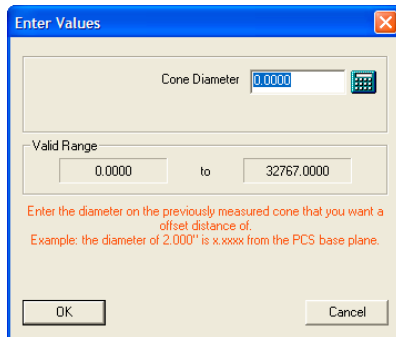 Enter Values
Cone Diameter 0.0000
Valid Range
0.0000 to 32767.0000
Enter the diameter on the previously measured cone that you want a
offset distance of.
Example: the diameter of 2.000" is x.xxxx from the PCS base plane.
OK Cancel